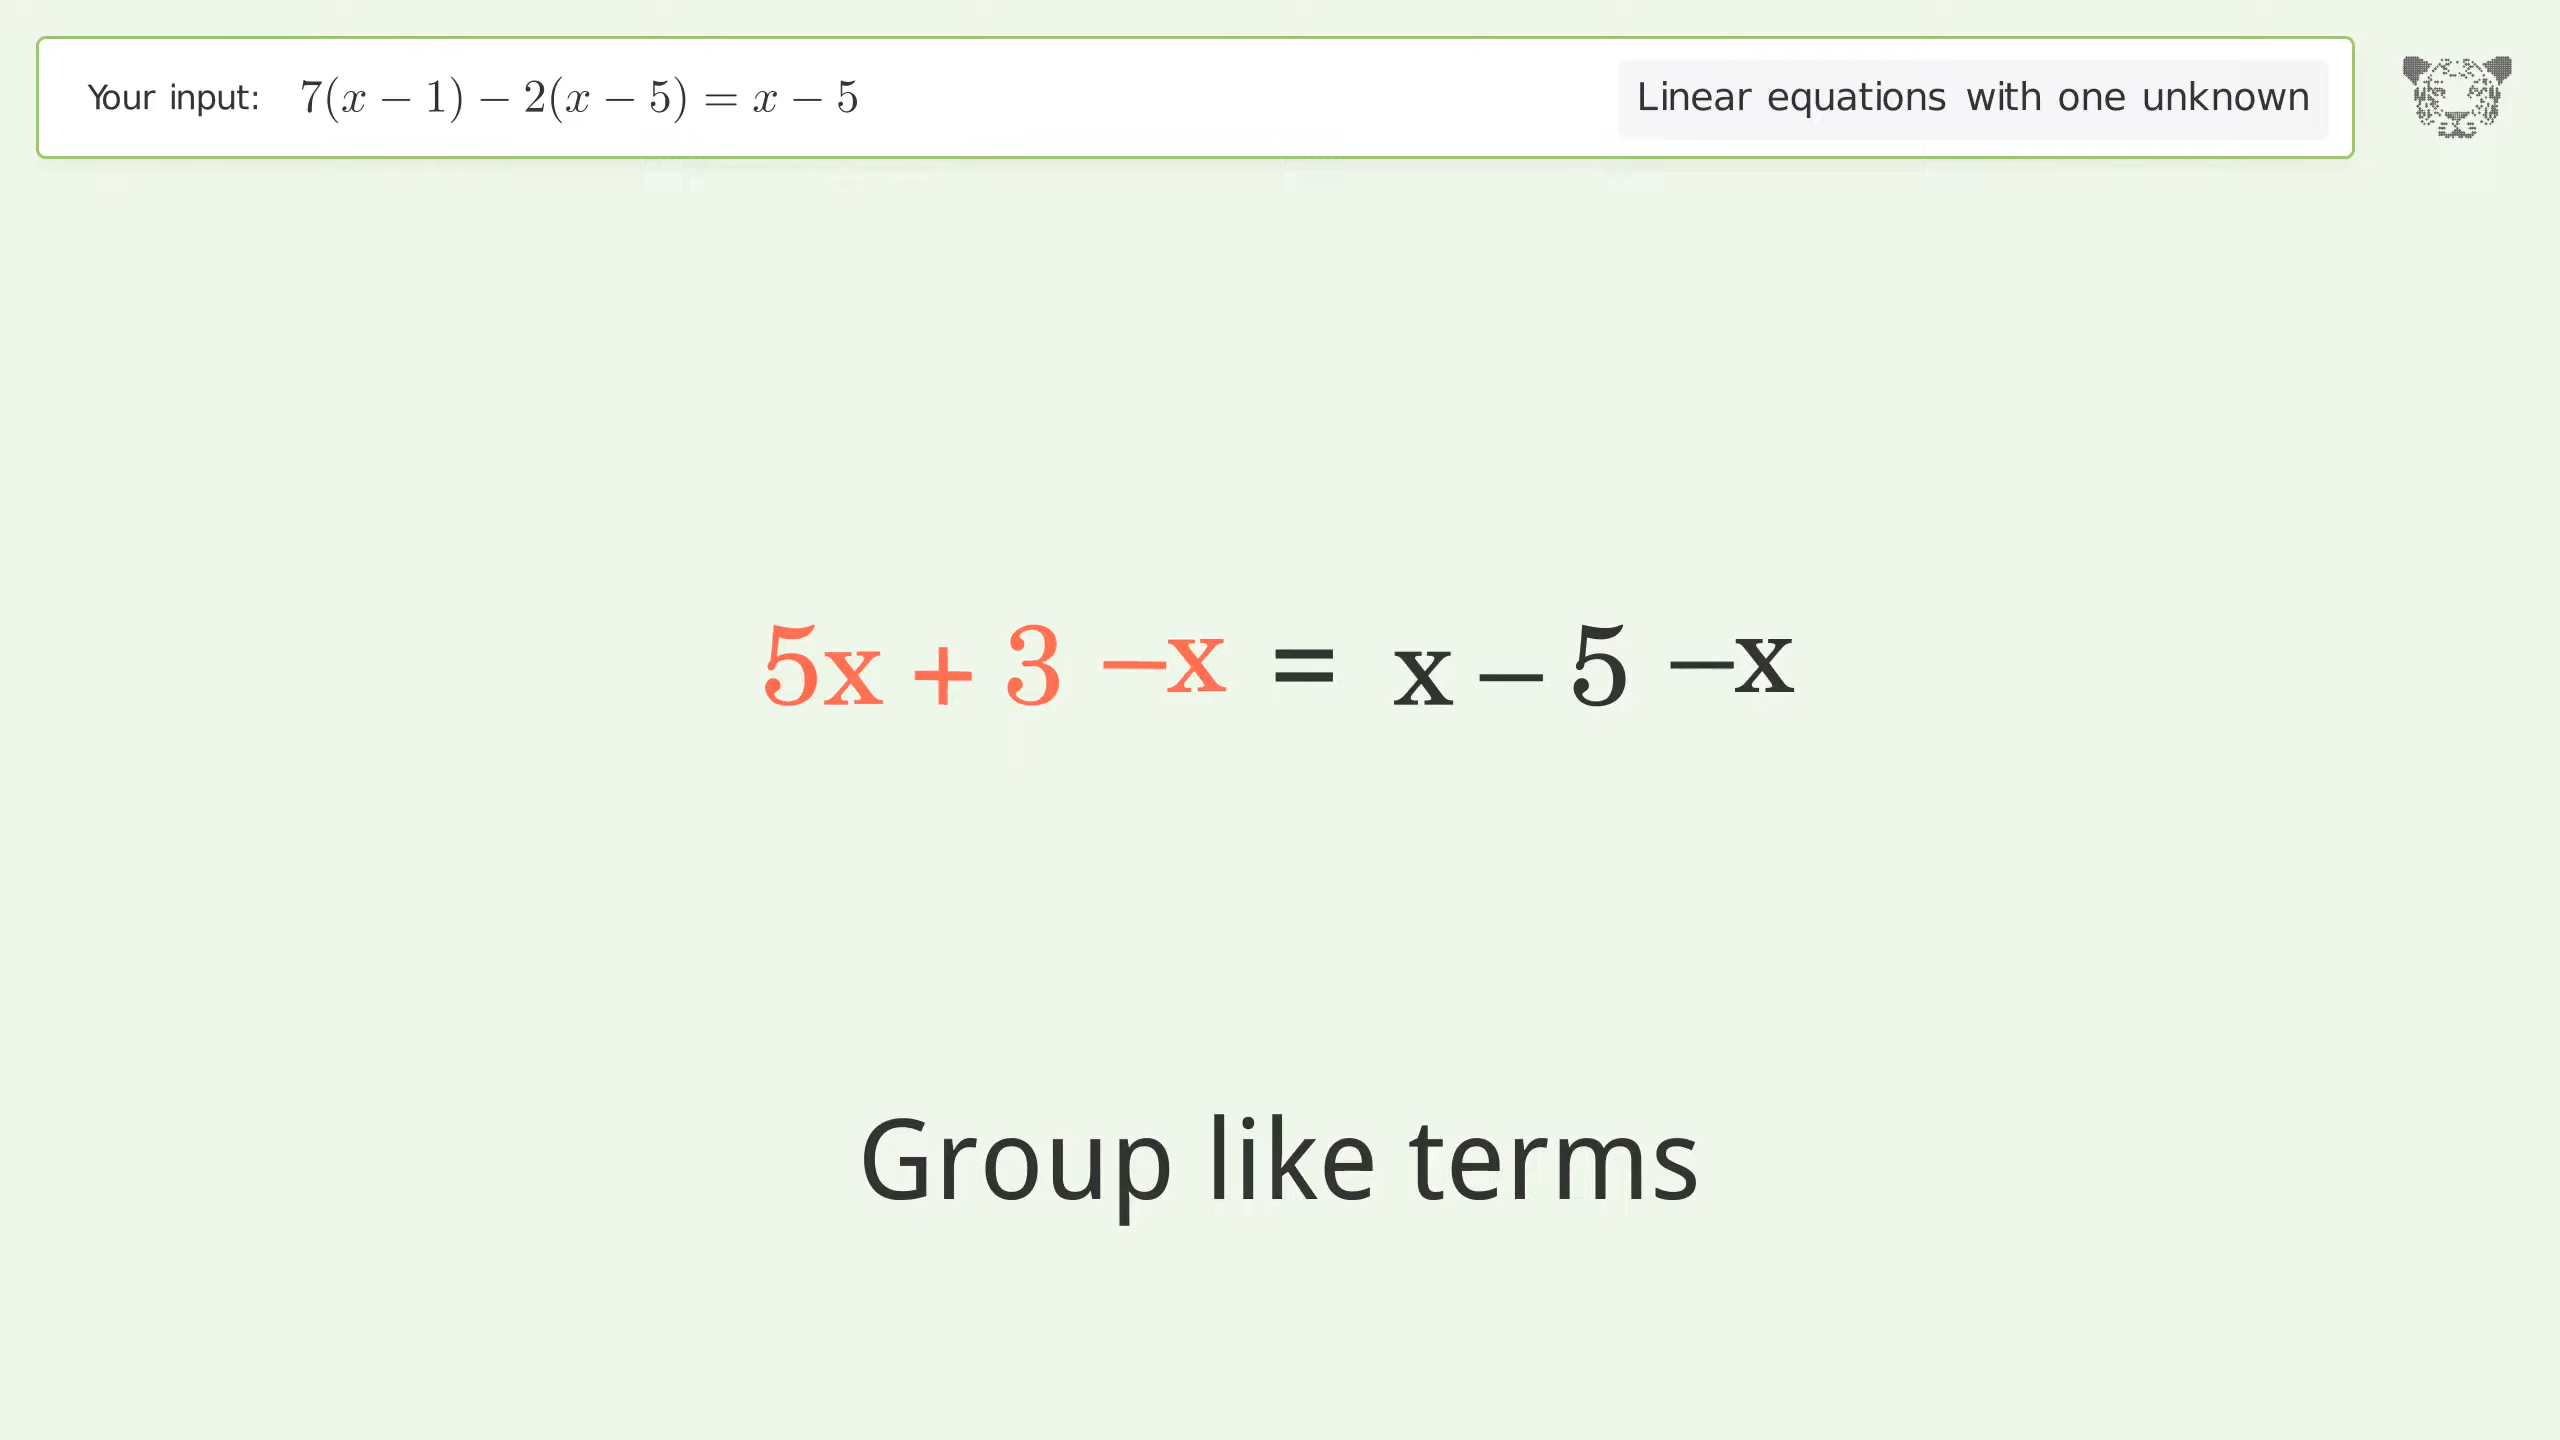 Your input: 7(x − 1) − 2(x − 5) = x − 5
Linear equations with one unknown
5x + 3 −x = x − 5 −x
Group like terms